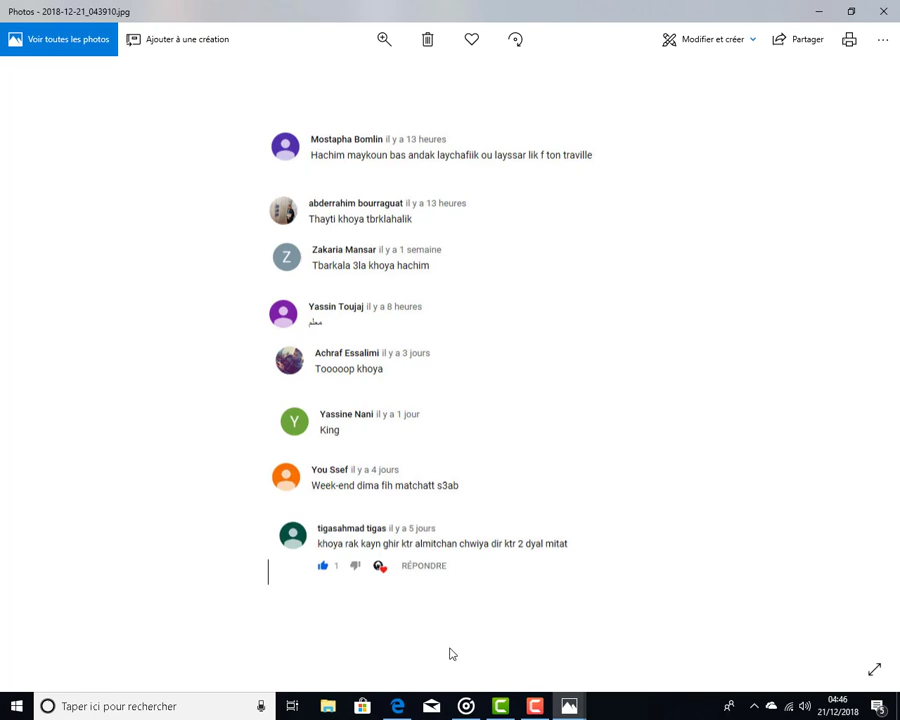 Photos - 2018-12-21_043910.jpg
Voir toutes les photos
Ajouter à une création
Modifier et créer
Partager
Mostapha Bomlin il y a 13 heures
Hachim maykoun bas andak laychafiik ou layssar lik f ton traville
abderrahim bourraguat il y a 13 heures
Thayti khoya tbrklahalik
Z
Zakaria Mansar il y a 1 semaine
Tbarkala 3la khoya hachim
Yassin Toujaj il y a 8 heures
معلم
Achraf Essalimi il y a 3 jours
Tooooop khoya
Y
Yassine Nani il y a 1 jour
King
You Ssef il y a 4 jours
Week-end dima fih matchatt s3ab
tigasahmad tigas il y a 5 jours
khoya rak kayn ghir ktr almitchan chwiya dir ktr 2 dyal mitat
1
RÉPONDRE
Taper ici pour rechercher
04:46
21/12/2018
5